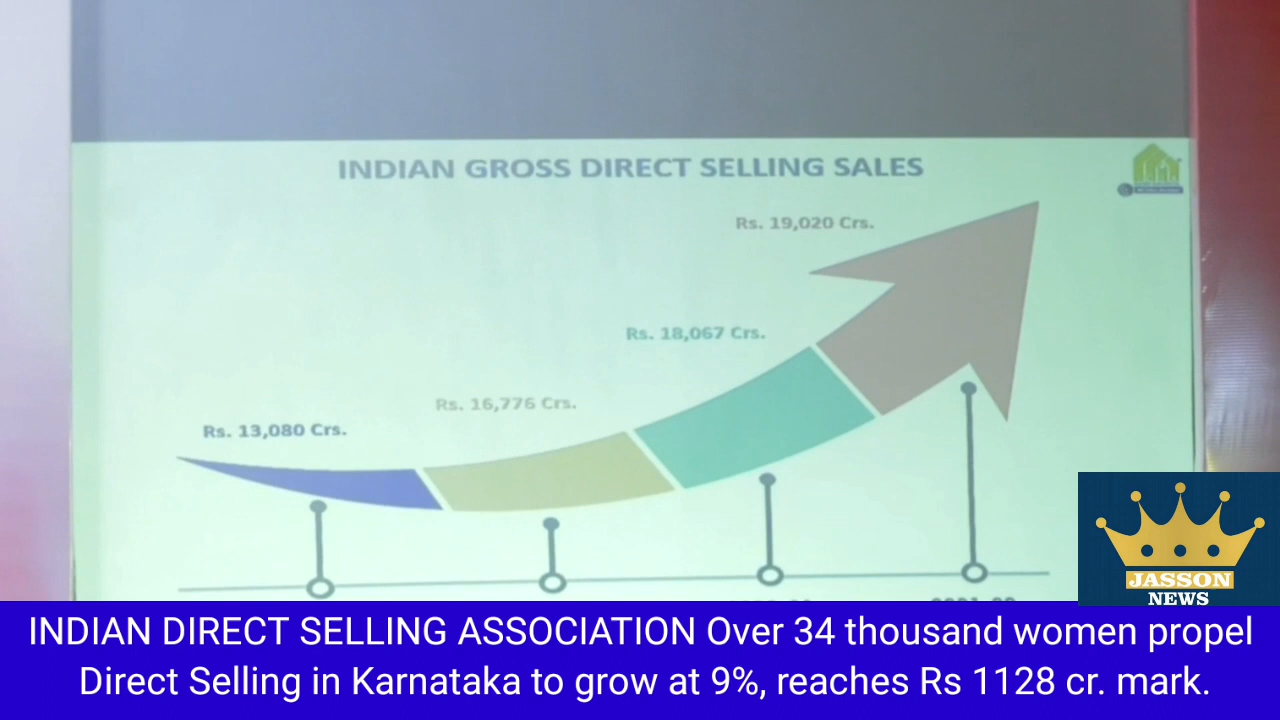 INDIAN GROSS DIRECT SELLING SALES
Rs. 19,020 Crs.
Rs. 18,067 Crs.
Rs. 16,776 Crs.
Rs. 13,080 Crs.
JASSON
NEWS
INDIAN DIRECT SELLING ASSOCIATION Over 34 thousand women propel
Direct Selling in Karnataka to grow at 9%, reaches Rs 1128 cr. mark.